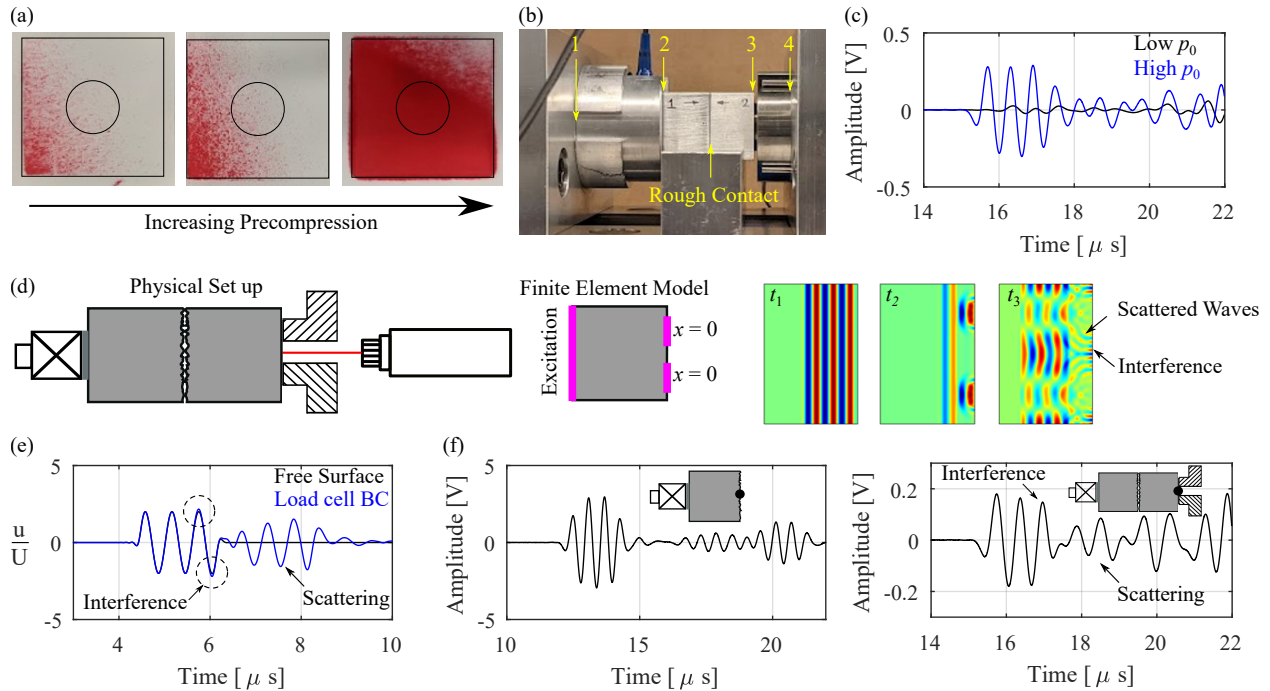 (a)
Increasing Precompression
(b)
1
2
3
4
1
2
Rough Contact
(c)
Low p₀
High p₀
Amplitude [V]
0.5
0
-0.5
14 16 18 20 22
Time [ μ s]
(d)
Physical Set up
Finite Element Model
Excitation
x = 0
x = 0
t₁
t₂
t₃
Scattered Waves
Interference
(e)
Free Surface
Load cell BC
u
U
5
0
-5
Interference
Scattering
4 6 8 10
Time [ μ s]
(f)
Amplitude [V]
5
0
-5
10 15 20
Time [ μ s]
Amplitude [V]
0.2
0
-0.2
Interference
Scattering
14 16 18 20 22
Time [ μ s]